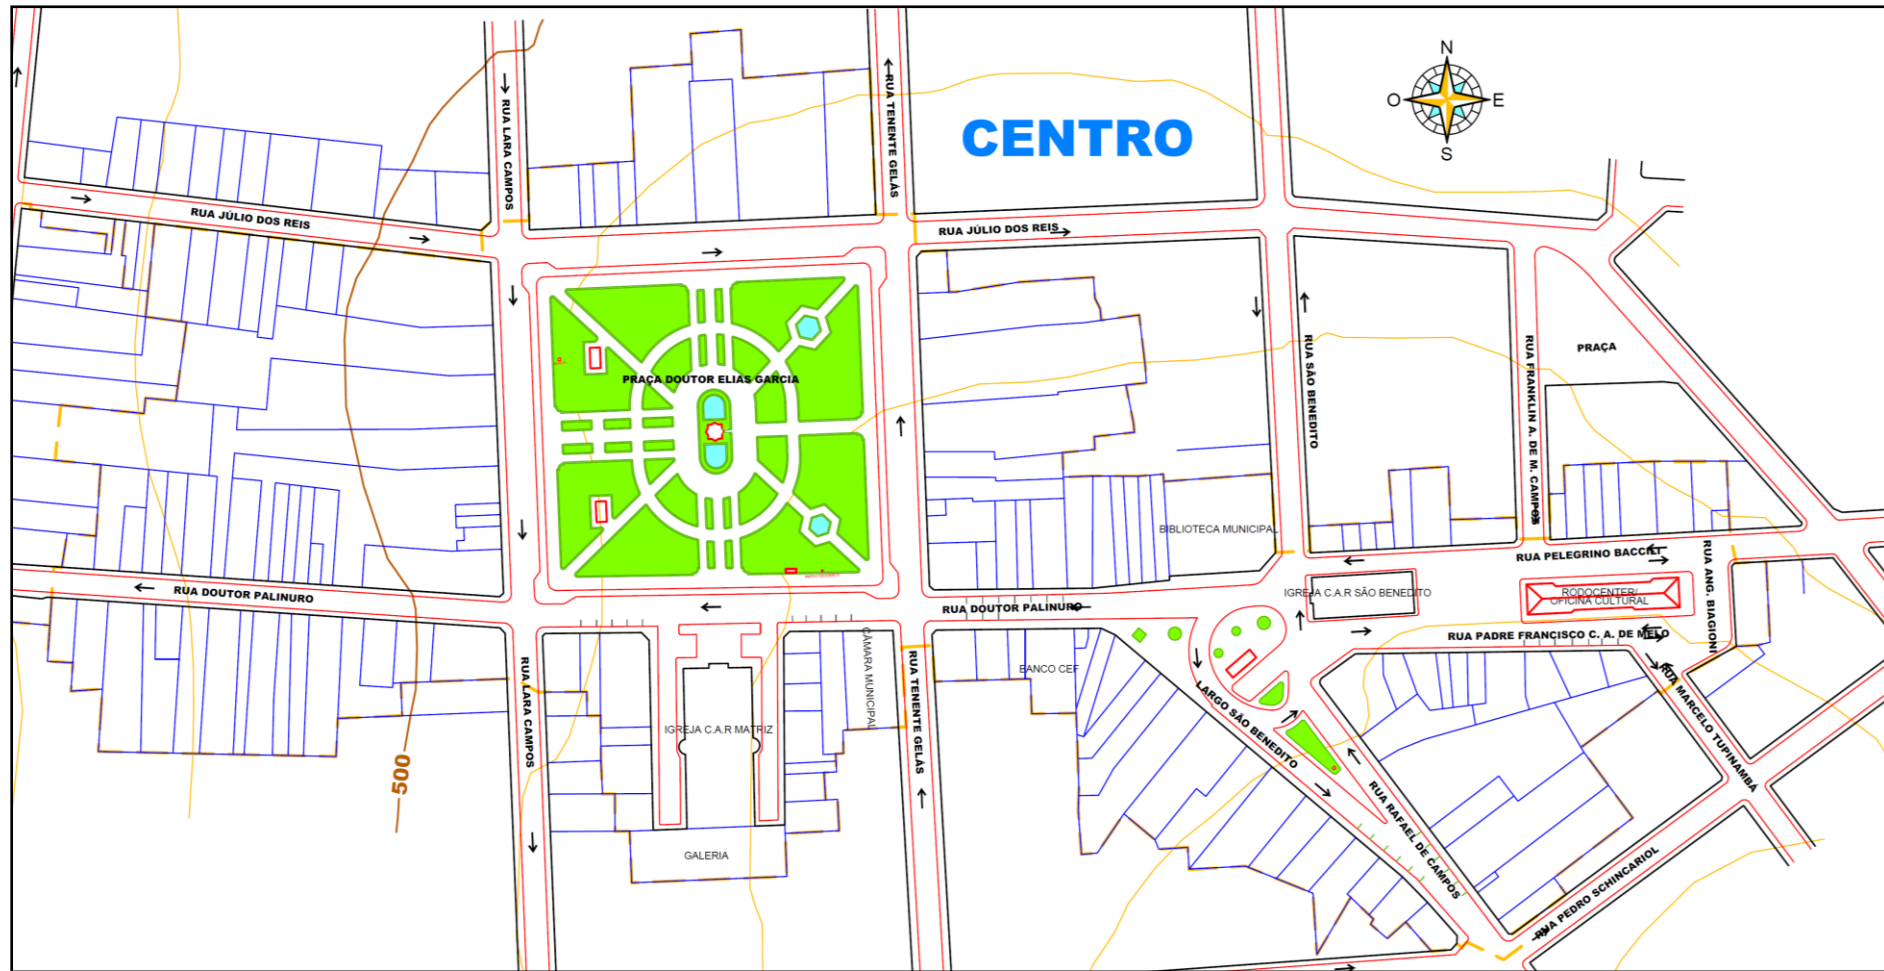 CENTRO
N
O
E
S
RUA LARA CAMPOS
RUA TENENTE GELÁS
RUA JÚLIO DOS REIS
RUA JÚLIO DOS REIS
PRAÇA DOUTOR ELIAS GARCIA
RUA SÃO BENEDITO
RUA FRANKLIN A. DE M. CAMPOS
PRAÇA
BIBLIOTECA MUNICIPAL
RUA PELEGRINO BACCILI
RUA ANG. BIAGIONI
RUA DOUTOR PALINURO
RUA DOUTOR PALINURO
IGREJA C.A.R SÃO BENEDITO
RODOCENTER/
OFICINA CULTURAL
RUA PADRE FRANCISCO C. A. DE MELO
RUA LARA CAMPOS
IGREJA C.A.R MATRIZ
CÂMARA MUNICIPAL
RUA TENENTE GELÁS
BANCO CEF
LARGO SÃO BENEDITO
RUA MARCELO TUPINAMBÁ
RUA RAFAEL DE CAMPOS
500
GALERIA
RUA PEDRO SCHINCARIOL